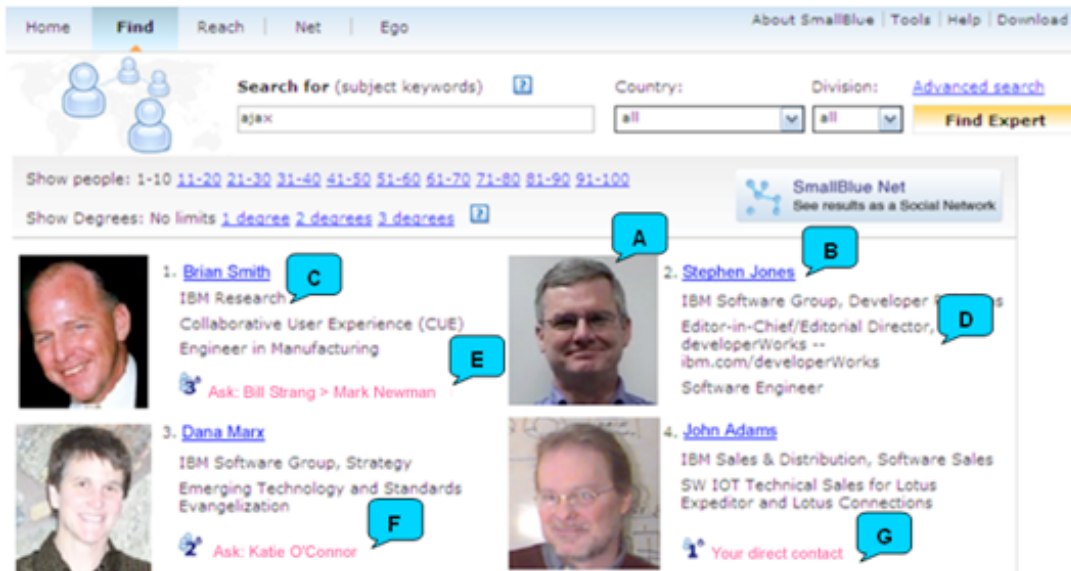 Home Find Reach Net Ego About SmallBlue Tools Help Download
Search for (subject keywords) ? Country: Division: Advanced search
ajax all all Find Expert
Show people: 1-10 11-20 21-30 31-40 41-50 51-60 61-70 71-80 81-90 91-100
SmallBlue Net
See results as a Social Network
Show Degrees: No limits 1 degree 2 degrees 3 degrees ?
A
B
1. Brian Smith
C
IBM Research
Collaborative User Experience (CUE)
Engineer in Manufacturing
E
3° Ask: Bill Strang > Mark Newman
2. Stephen Jones
IBM Software Group, Developer
D
Editor-in-Chief/Editorial Director,
developerWorks --
ibm.com/developerWorks
Software Engineer
3. Dana Marx
IBM Software Group, Strategy
Emerging Technology and Standards
Evangelization
F
2° Ask: Katie O'Connor
4. John Adams
IBM Sales & Distribution, Software Sales
SW IOT Technical Sales for Lotus
Expeditor and Lotus Connections
G
1° Your direct contact